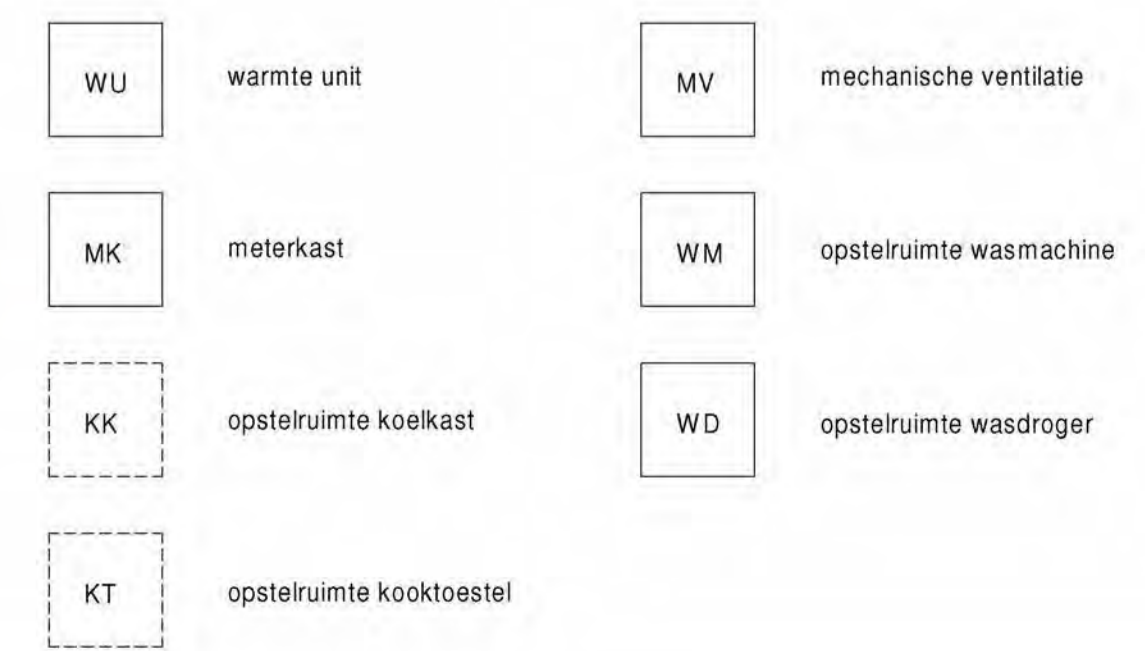 WU warmte unit
MK meterkast
KK opstelruimte koelkast
KT opstelruimte kooktoestel
MV mechanische ventilatie
WM opstelruimte wasmachine
WD opstelruimte wasdroger